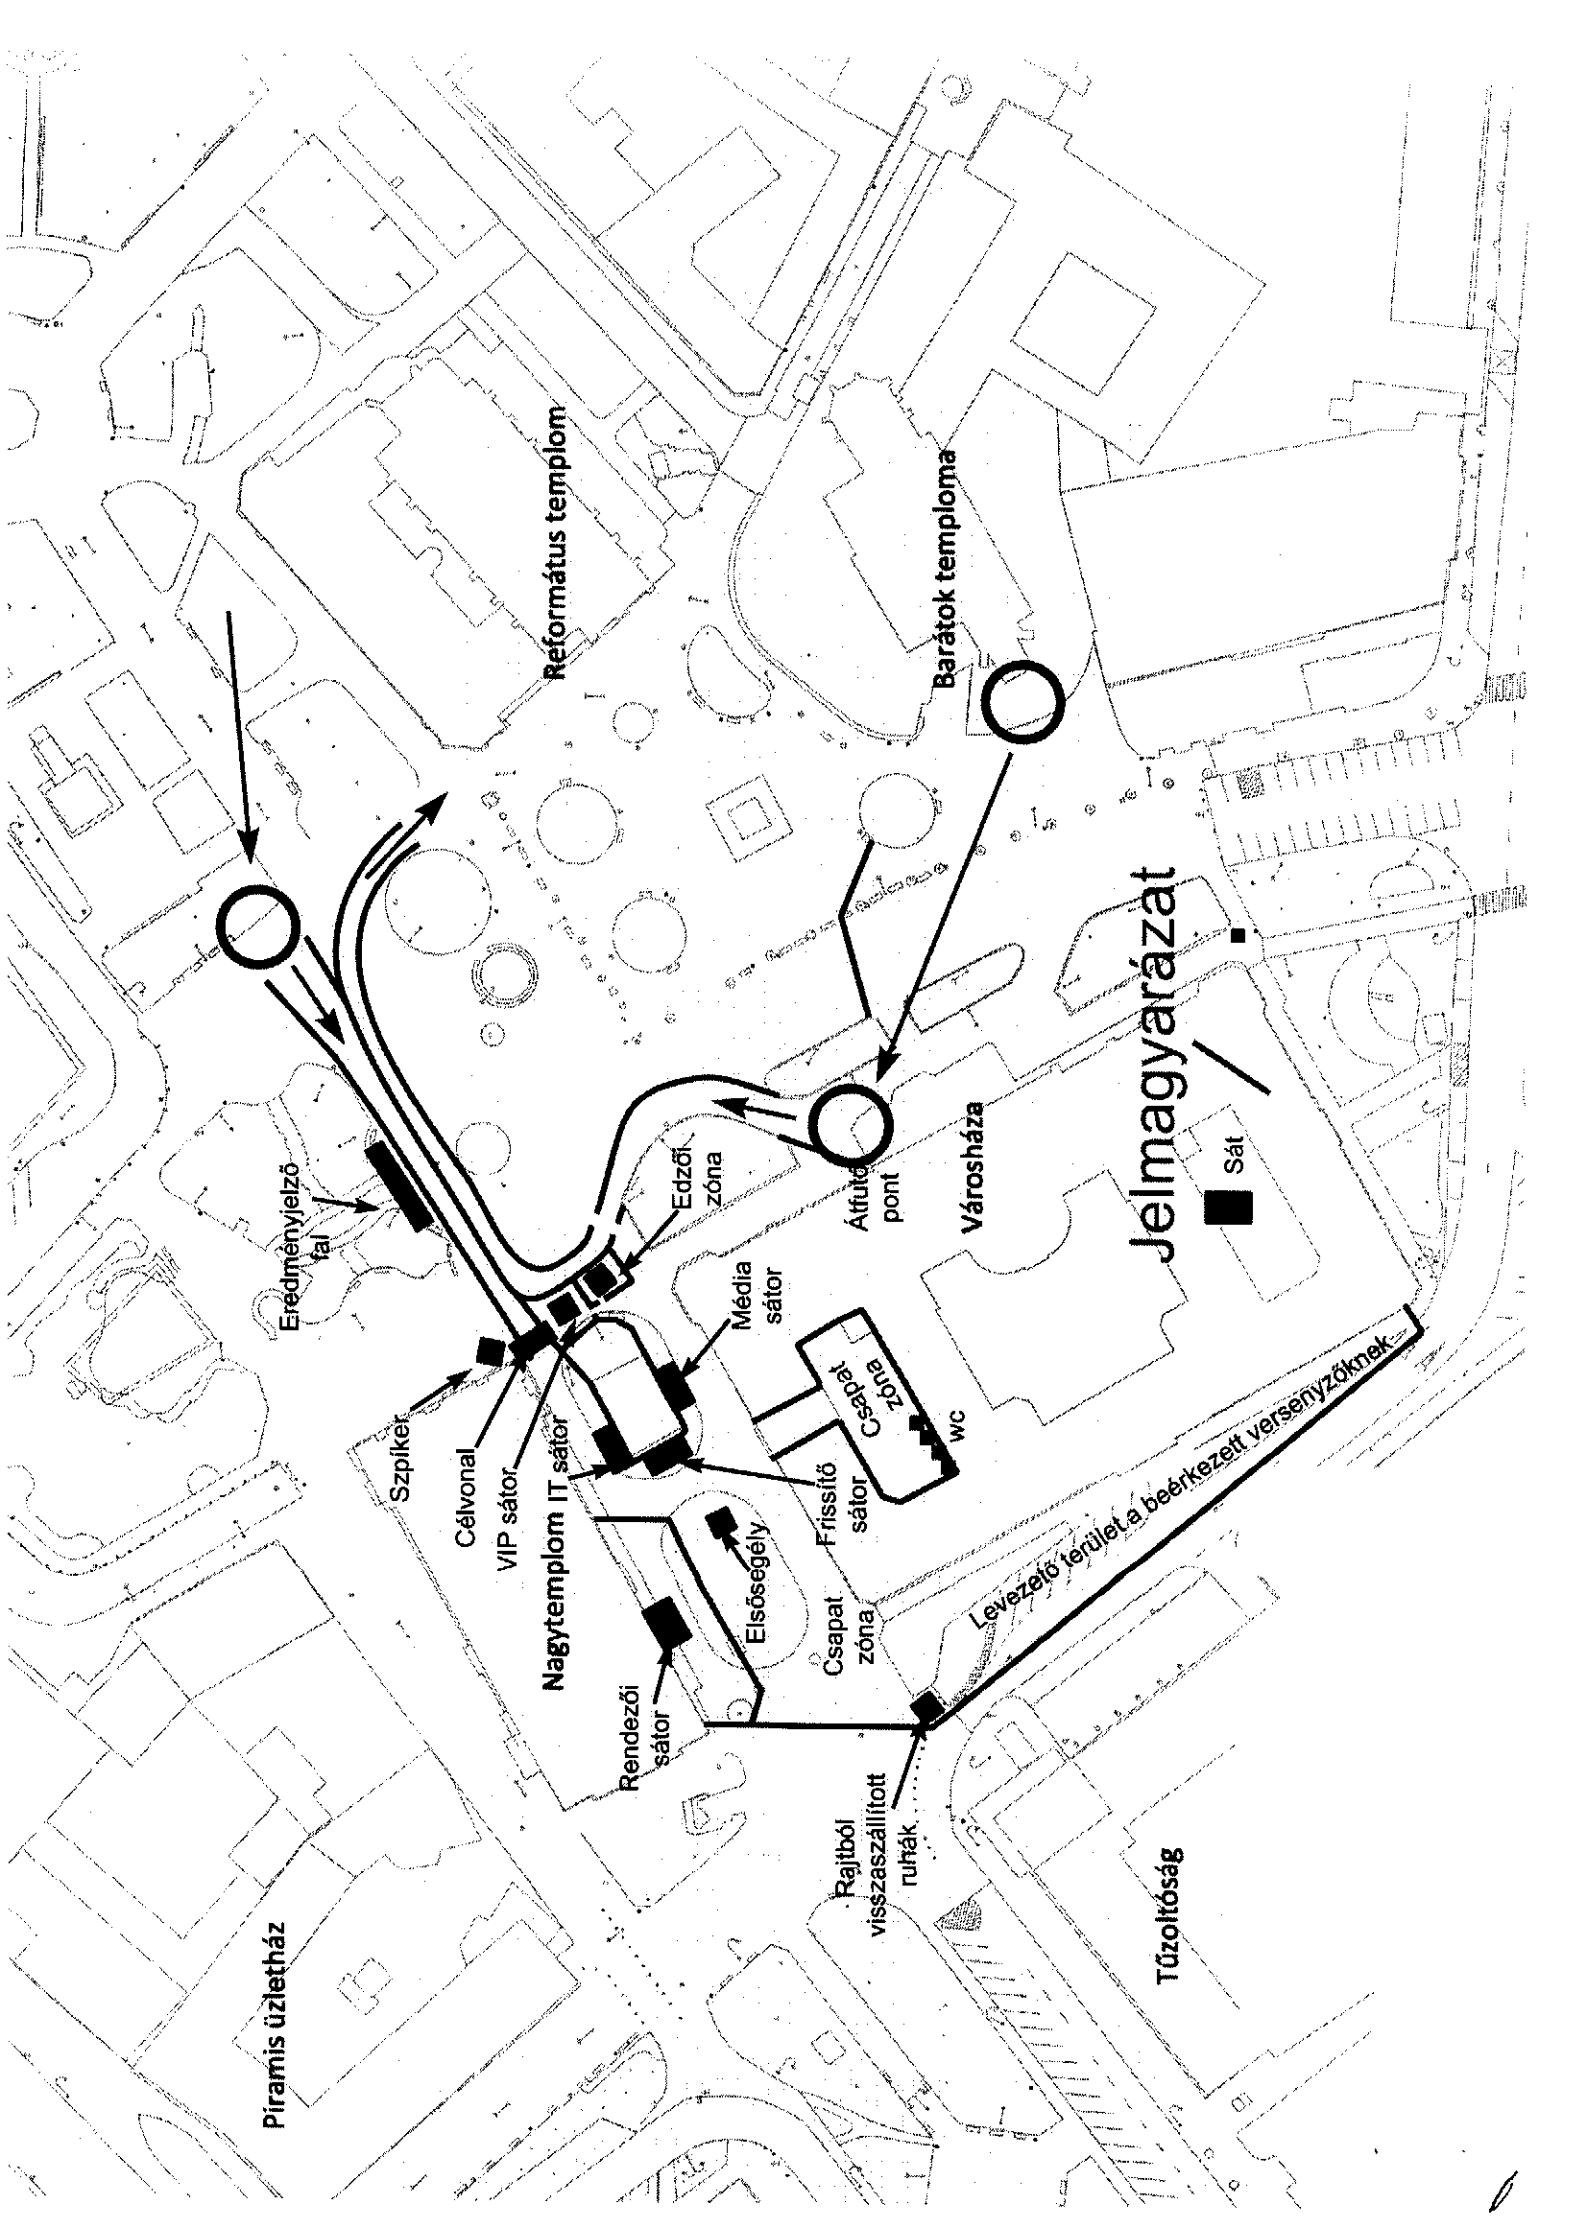 Református templom
Barátok temploma
Eredményjelző
fal
Edzői
zóna
Átfutó
pont
Városháza
Jelmagyarázat
Sát
Média
sátor
Csapat
zóna
wc
Szpíker
Célvonal
VIP sátor
Nagytemplom IT sátor
Frissítő
sátor
Elsősegély
Csapat
zóna
Levezető terület a beérkezett versenyzőknek
Rendezői
sátor
Rajtból
visszaszállított
ruhák
Píramis üzletház
Tűzoltóság